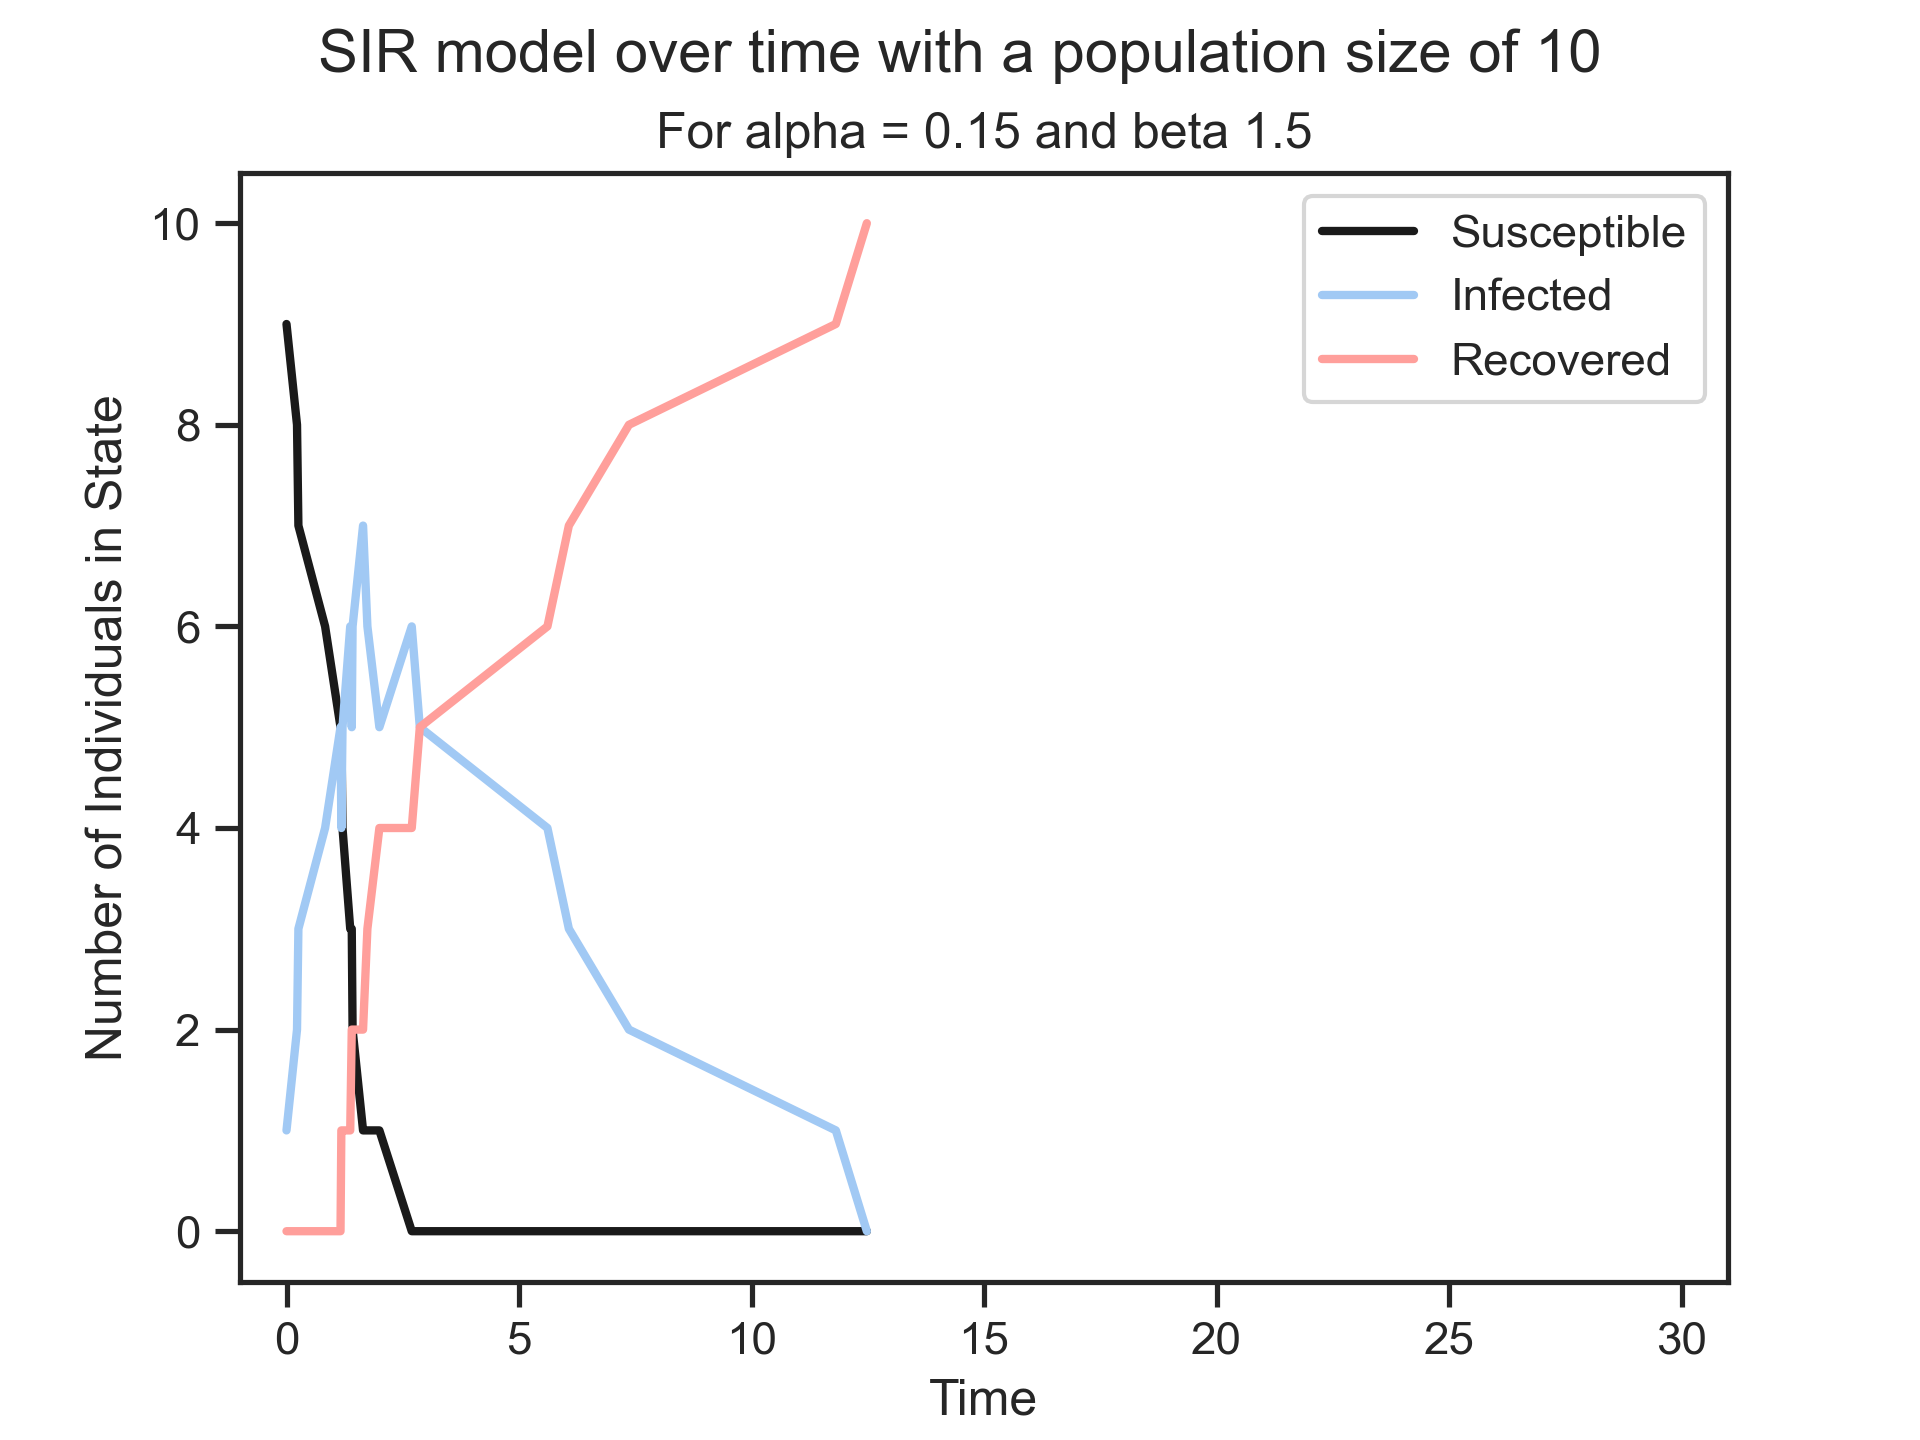 SIR model over time with a population size of 10
For alpha = 0.15 and beta 1.5
Susceptible
Infected
Recovered
Number of Individuals in State
10
8
6
4
2
0
0 5 10 15 20 25 30
Time